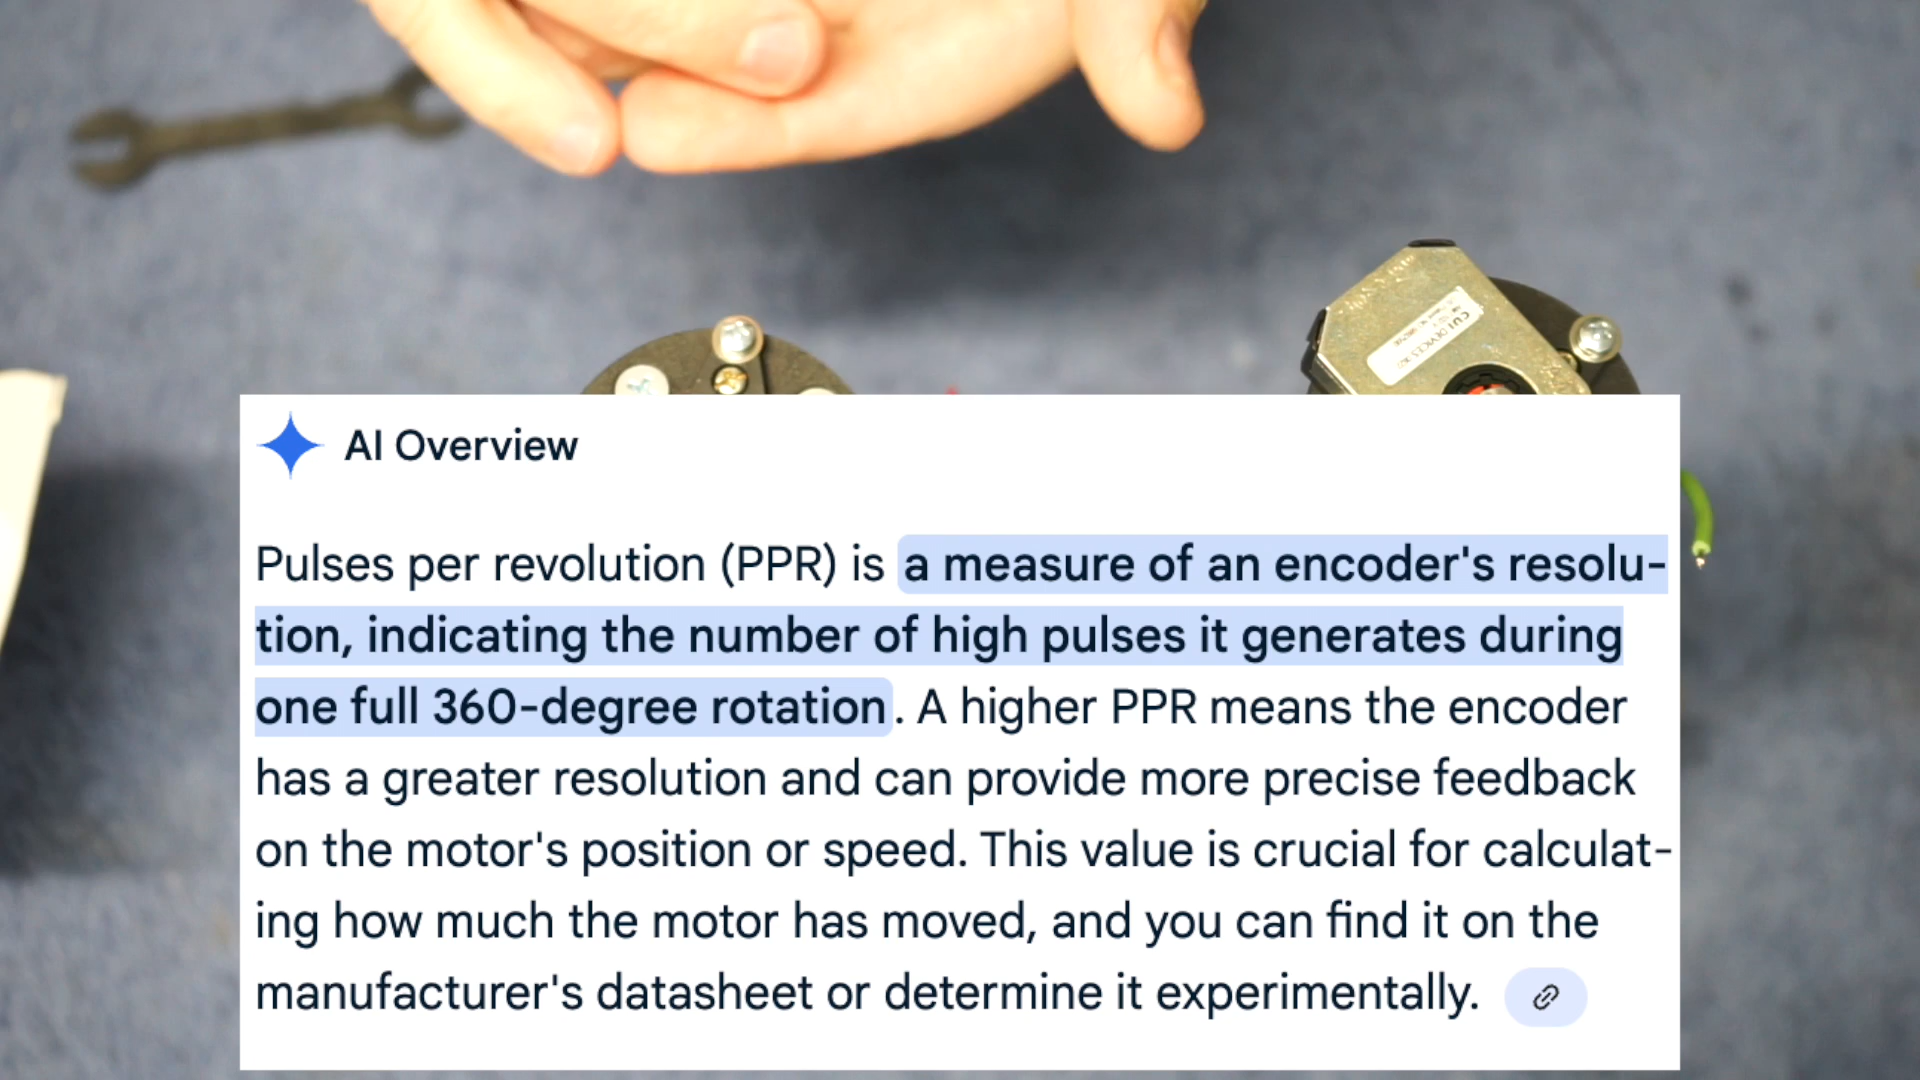 CUI DEVICES
AI Overview
Pulses per revolution (PPR) is a measure of an encoder's resolu-
tion, indicating the number of high pulses it generates during
one full 360-degree rotation. A higher PPR means the encoder
has a greater resolution and can provide more precise feedback
on the motor's position or speed. This value is crucial for calculat-
ing how much the motor has moved, and you can find it on the
manufacturer's datasheet or determine it experimentally.